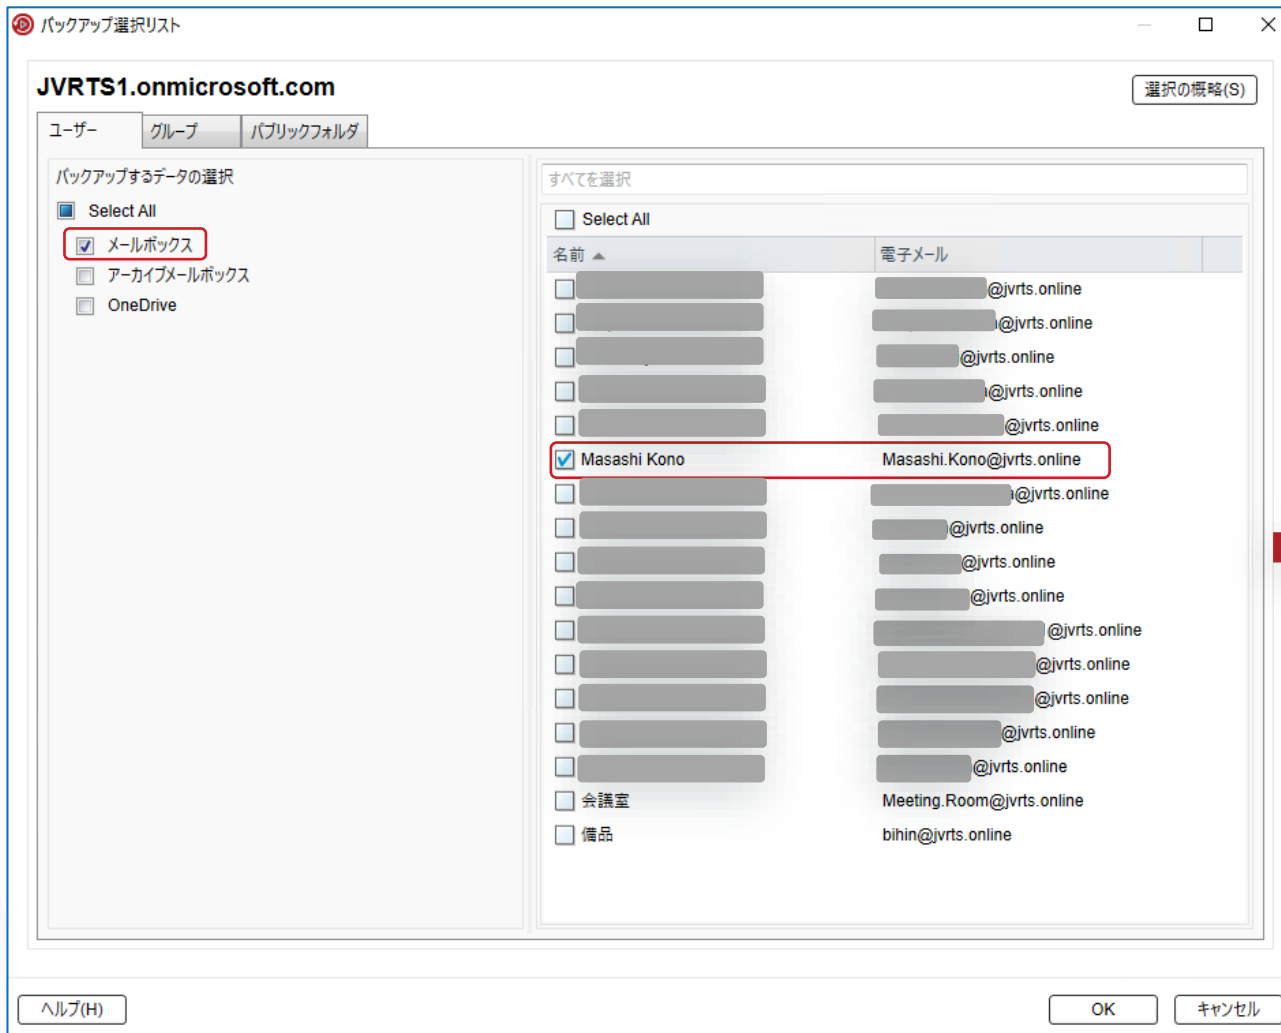 バックアップ選択リスト
JVRTS1.onmicrosoft.com
選択の概略(S)
ユーザー グループ パブリックフォルダ
バックアップするデータの選択
Select All
メールボックス
アーカイブメールボックス
OneDrive
すべてを選択
Select All
名前 電子メール
@jvrts.online
@jvrts.online
@jvrts.online
@jvrts.online
@jvrts.online
Masashi Kono Masashi.Kono@jvrts.online
@jvrts.online
@jvrts.online
@jvrts.online
@jvrts.online
@jvrts.online
@jvrts.online
@jvrts.online
@jvrts.online
@jvrts.online
会議室 Meeting.Room@jvrts.online
備品 bihin@jvrts.online
ヘルプ(H) OK キャンセル